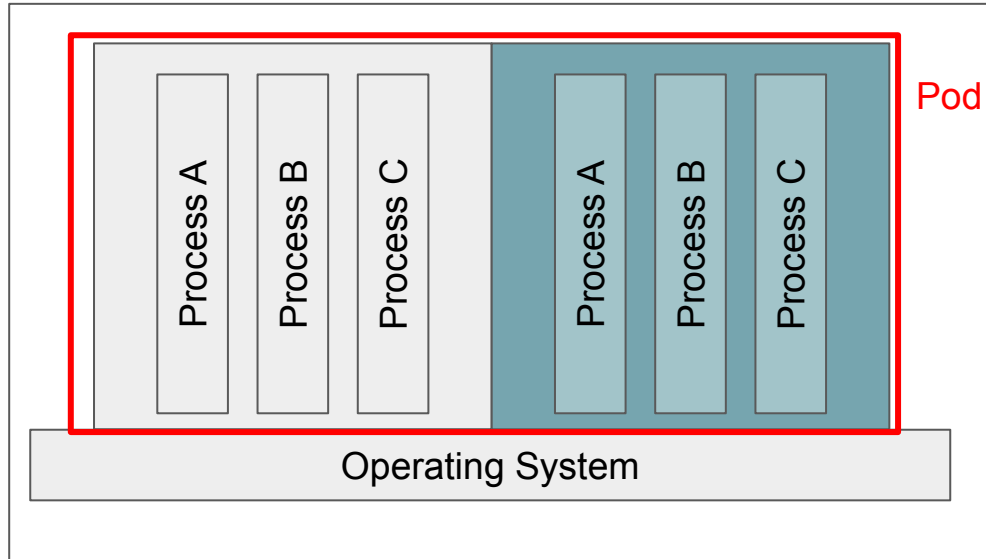 Pod
Process A
Process B
Process C
Process A
Process B
Process C
Operating System